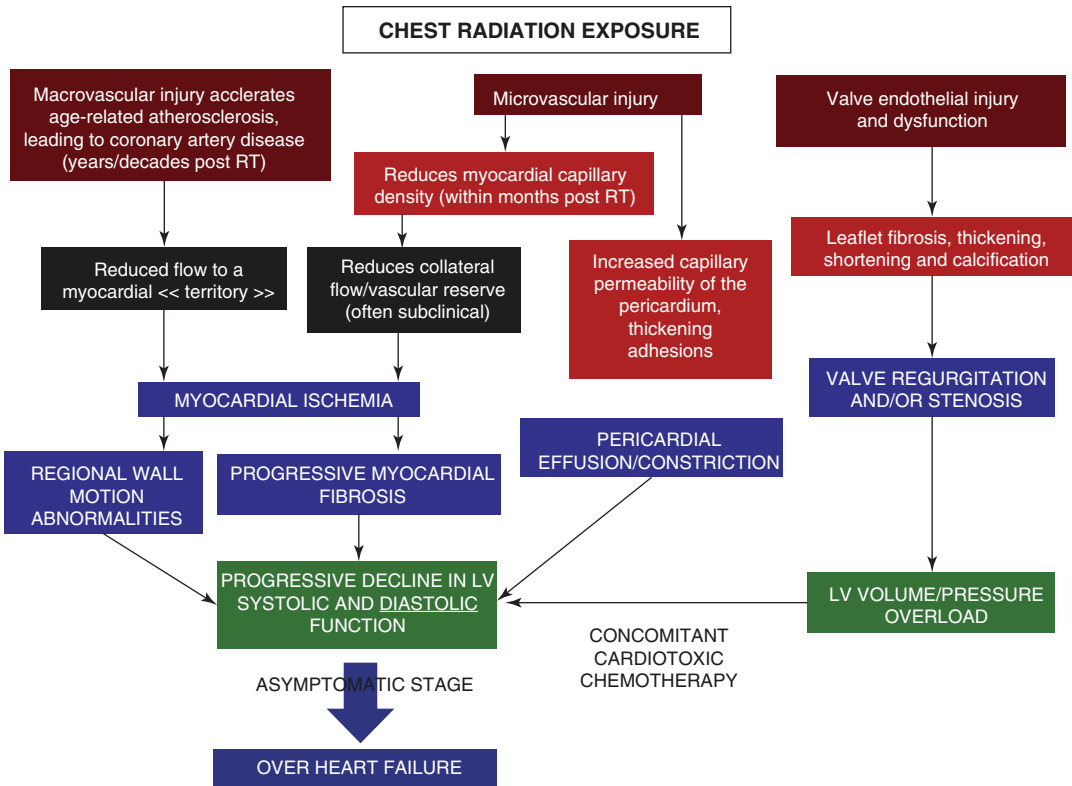 CHEST RADIATION EXPOSURE
Macrovascular injury acclerates
age-related atherosclerosis,
leading to coronary artery disease
(years/decades post RT)
Microvascular injury
Valve endothelial injury
and dysfunction
Reduces myocardial capillary
density (within months post RT)
Leaflet fibrosis, thickening,
shortening and calcification
Reduced flow to a
myocardial << territory >>
Reduces collateral
flow/vascular reserve
(often subclinical)
Increased capillary
permeability of the
pericardium,
thickening
adhesions
MYOCARDIAL ISCHEMIA
VALVE REGURGITATION
AND/OR STENOSIS
REGIONAL WALL
MOTION
ABNORMALITIES
PROGRESSIVE MYOCARDIAL
FIBROSIS
PERICARDIAL
EFFUSION/CONSTRICTION
PROGRESSIVE DECLINE IN LV
SYSTOLIC AND DIASTOLIC
FUNCTION
LV VOLUME/PRESSURE
OVERLOAD
CONCOMITANT
CARDIOTOXIC
CHEMOTHERAPY
ASYMPTOMATIC STAGE
OVER HEART FAILURE